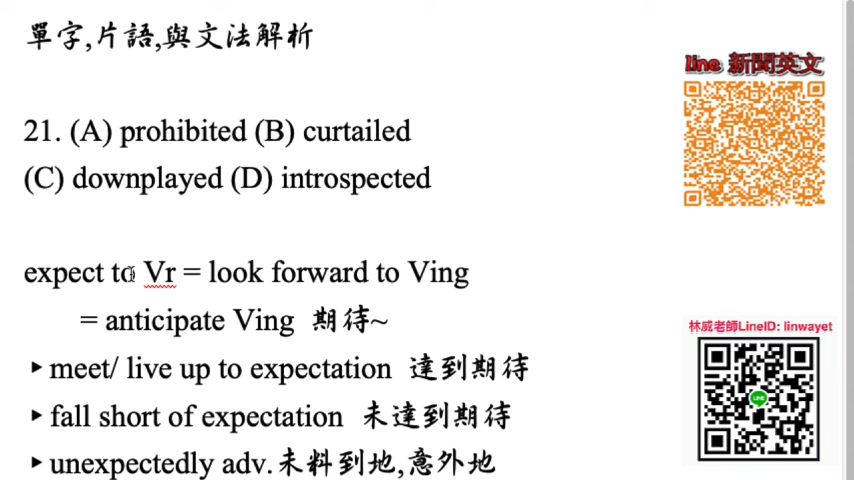 單字,片語,與文法解析
line 新聞英文
21. (A) prohibited (B) curtailed
(C) downplayed (D) introspected
expect to Vr = look forward to Ving
= anticipate Ving 期待~
林威老師LineID: linwayet
▸meet/ live up to expectation 達到期待
▸fall short of expectation 未達到期待
LINE
▸unexpectedly adv.未料到地,意外地